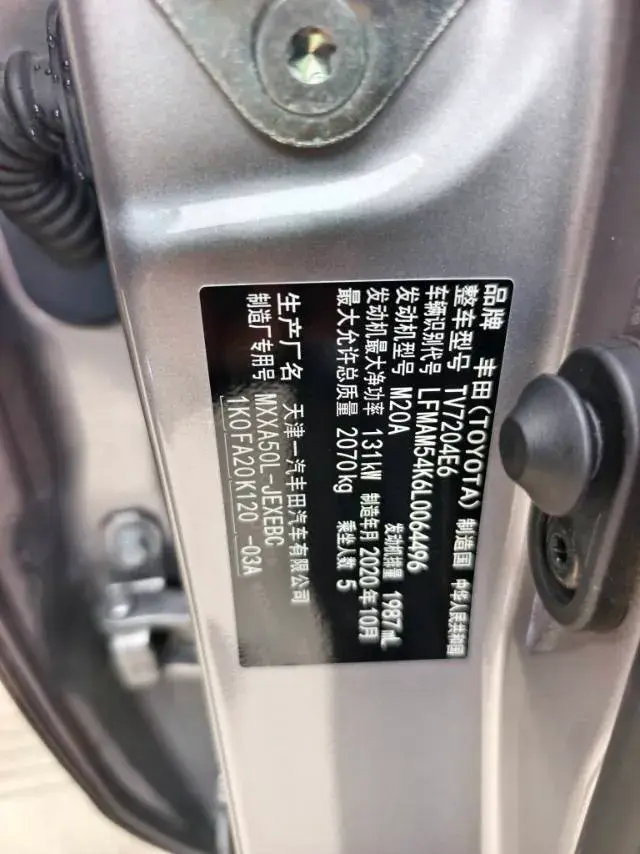 品牌 丰田(TOYOTA) 制造国 中华人民共和国
整车型号 TV7204E6
车辆识别代号 LFMAM54K6L0064496
发动机型号 M20A 发动机排量 1987mL
发动机最大净功率 131kW 制造年月 2020年10月
最大允许总质量 2070kg 乘坐人数 5
生产厂名 天津一汽丰田汽车有限公司
制造厂专用号 MXXA50L-JEXEBC
1K0FA20K120 -03A